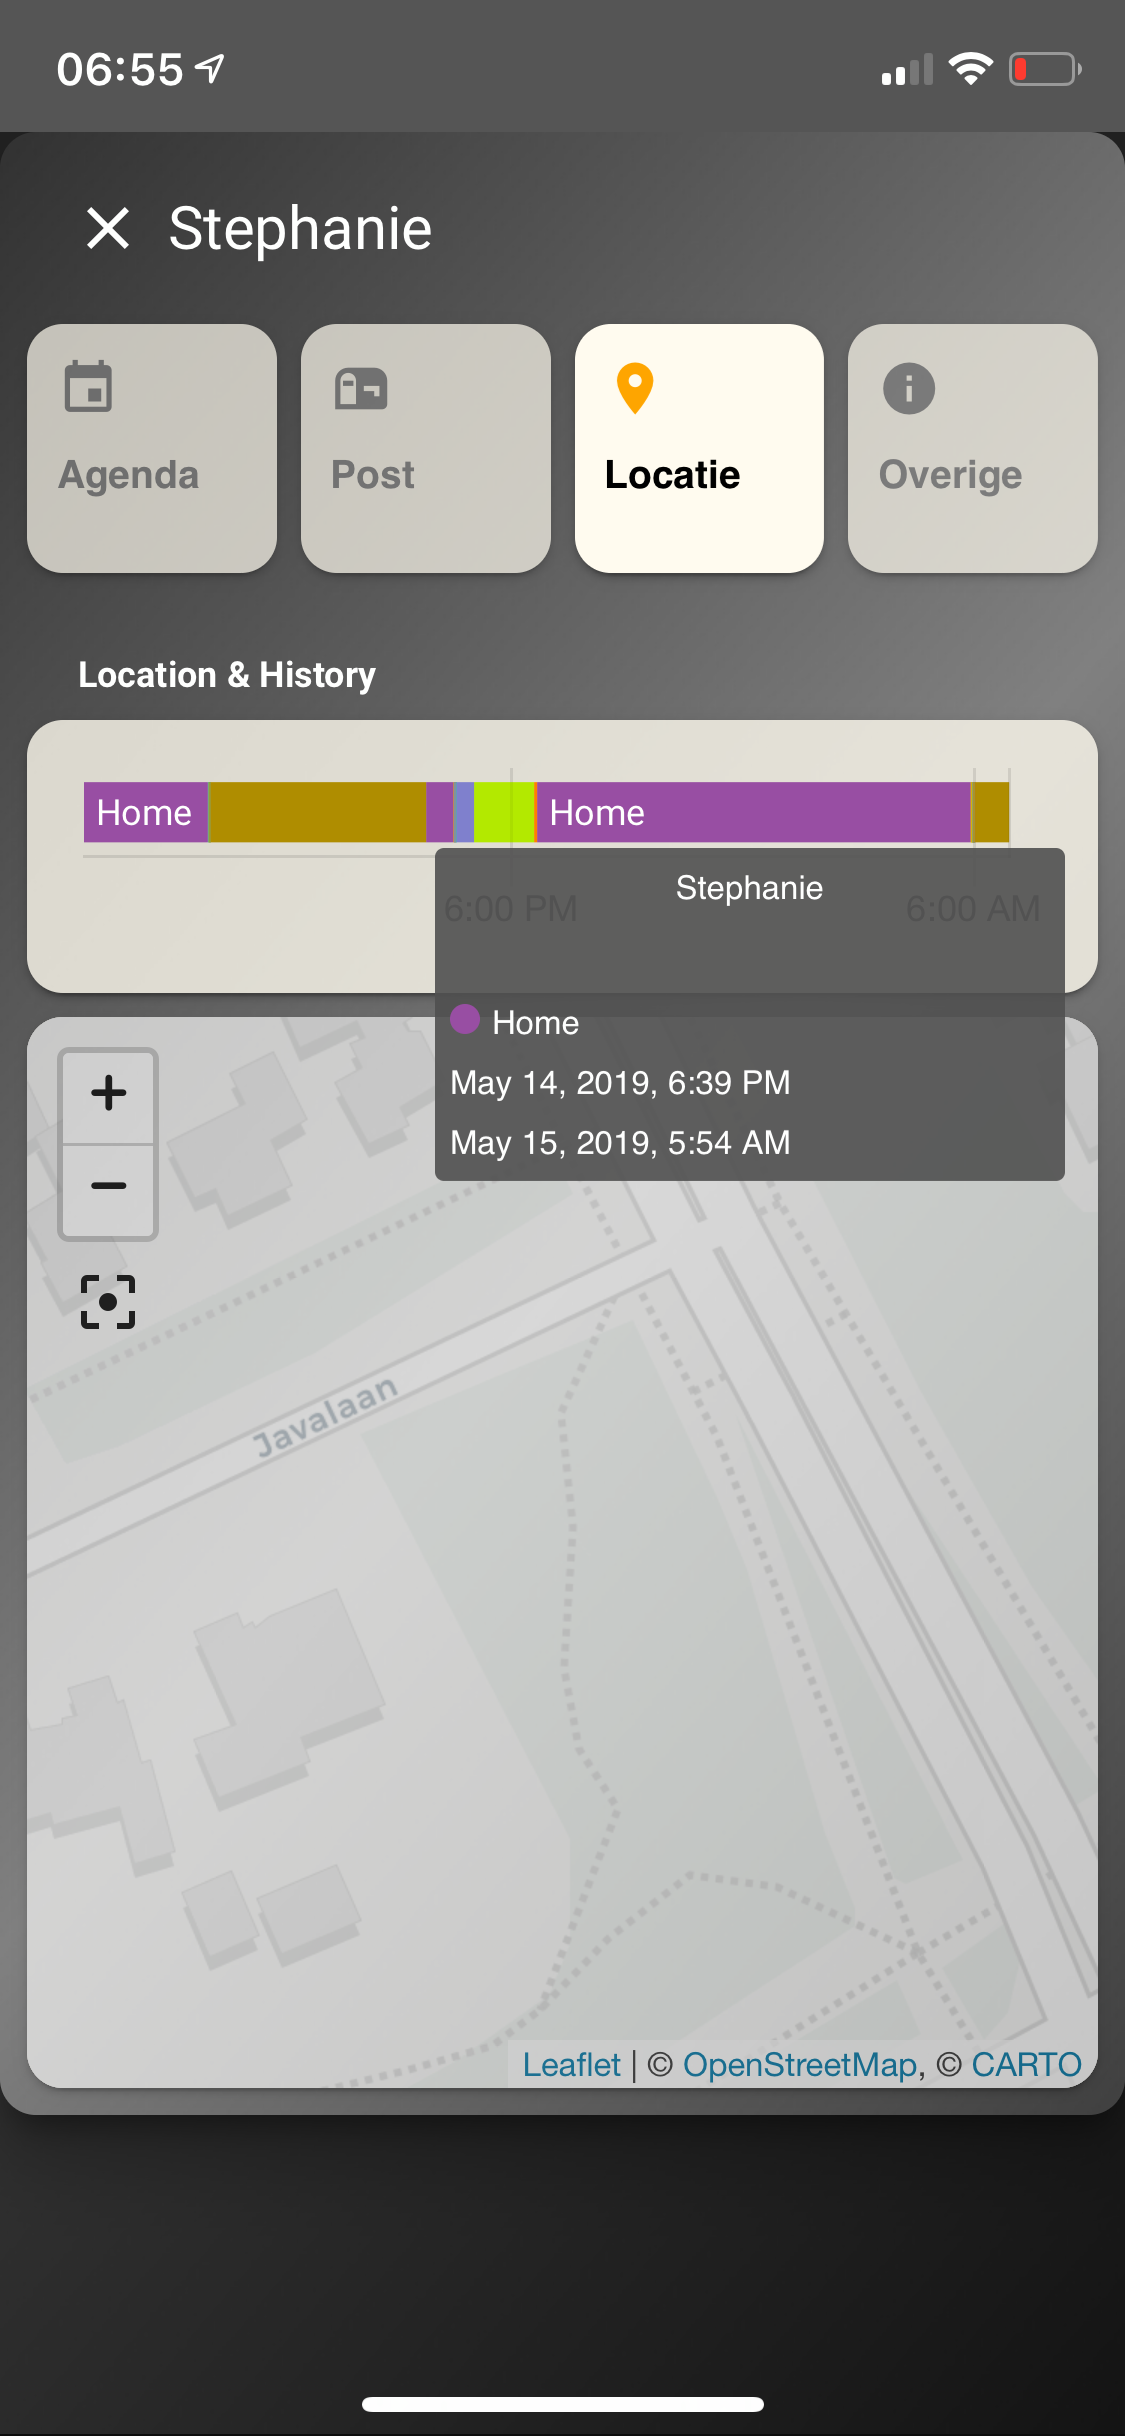 06:55
Stephanie
Agenda
Post
Locatie
Overige
Location & History
Home
Home
6:00 PM
6:00 AM
Stephanie
Home
May 14, 2019, 6:39 PM
May 15, 2019, 5:54 AM
Javalaan
Leaflet | © OpenStreetMap, © CARTO